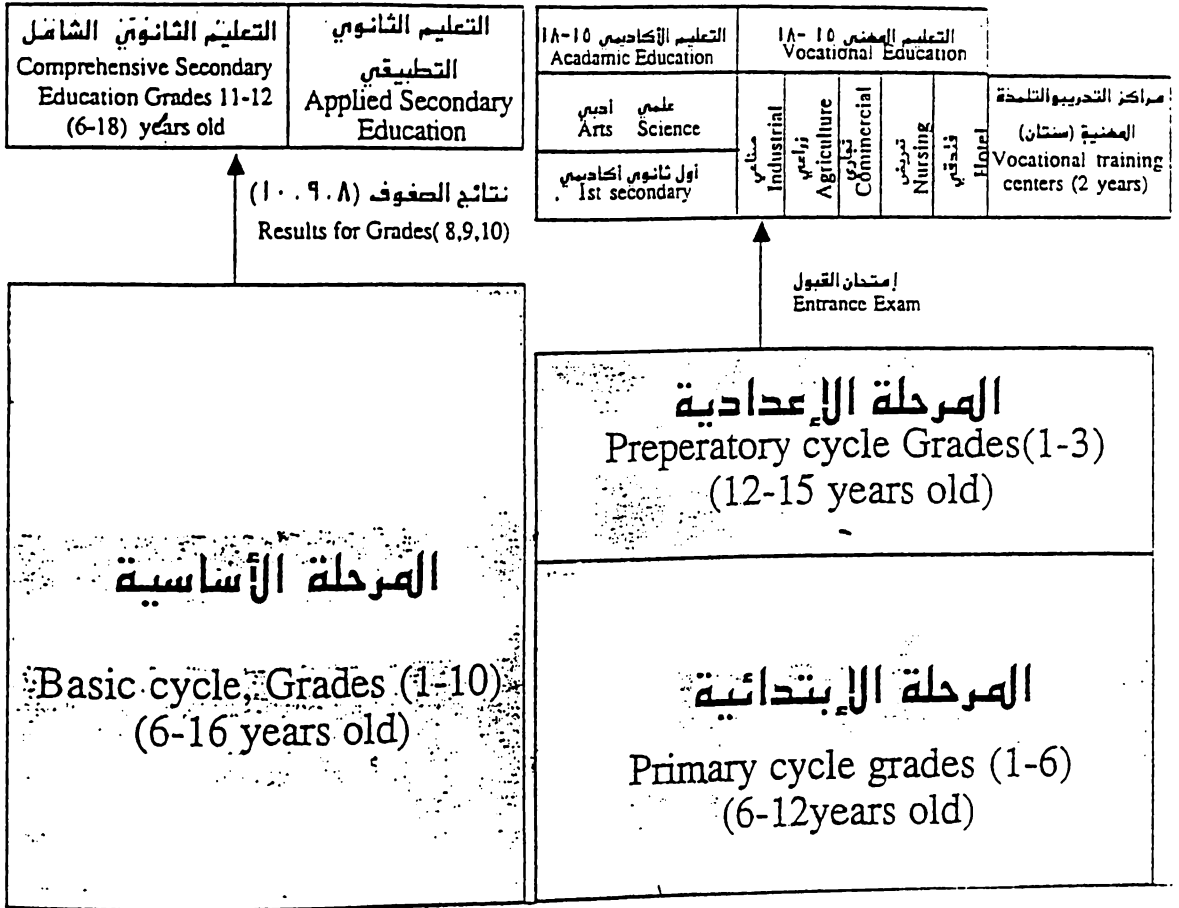 التعليم الثانوي الشامل
Comprehensive Secondary
Education Grades 11-12
(6-18) years old
التعليم الثانوي
التطبيقي
Applied Secondary
Education
نتائج الصفوف (٨ . ٩ . ١٠)
Results for Grades( 8,9,10)
المرحلة الأساسية
Basic cycle, Grades (1-10)
(6-16 years old)
التعليم الأكاديمي ١٥-١٨
Acadamic Education
التعليم المهني ١٥ -١٨
Vocational Education
علمي أدبي
Arts Science
أول ثانوي أكاديمي
Ist secondary
صناعي
Industrial
زراعي
Agriculture
تجاري
Commercial
تمريض
Nursing
فندقي
Hotel
مراكز التدريب والتلمذة
المهنية (سنتان)
Vocational training
centers (2 years)
إمتحان القبول
Entrance Exam
المرحلة الإعدادية
Preperatory cycle Grades(1-3)
(12-15 years old)
المرحلة الإبتدائية
Primary cycle grades (1-6)
(6-12years old)